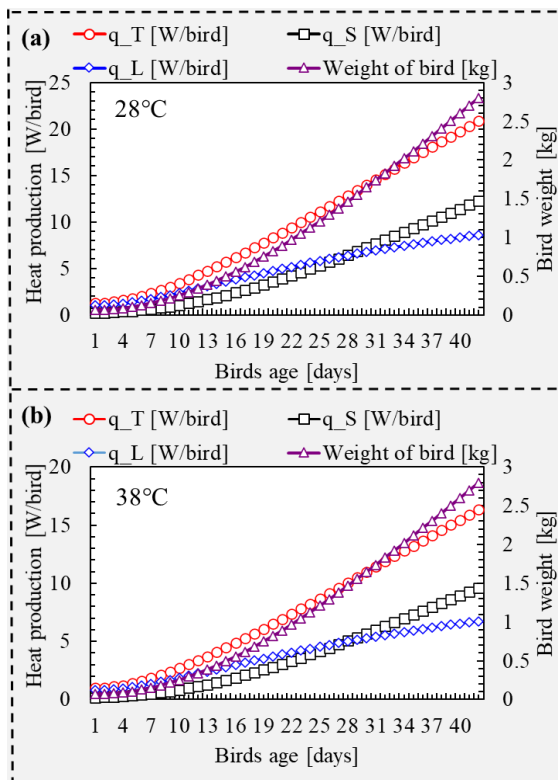 (a)
q_T [W/bird] q_S [W/bird]
q_L [W/bird] Weight of bird [kg]
28°C
Heat production [W/bird]
25
20
15
10
5
0
Bird weight [kg]
3
2.5
2
1.5
1
0.5
0
1 4 7 10 13 16 19 22 25 28 31 34 37 40
Birds age [days]
(b)
q_T [W/bird] q_S [W/bird]
q_L [W/bird] Weight of bird [kg]
38°C
Heat production [W/bird]
20
15
10
5
0
Bird weight [kg]
3
2.5
2
1.5
1
0.5
0
1 4 7 10 13 16 19 22 25 28 31 34 37 40
Birds age [days]